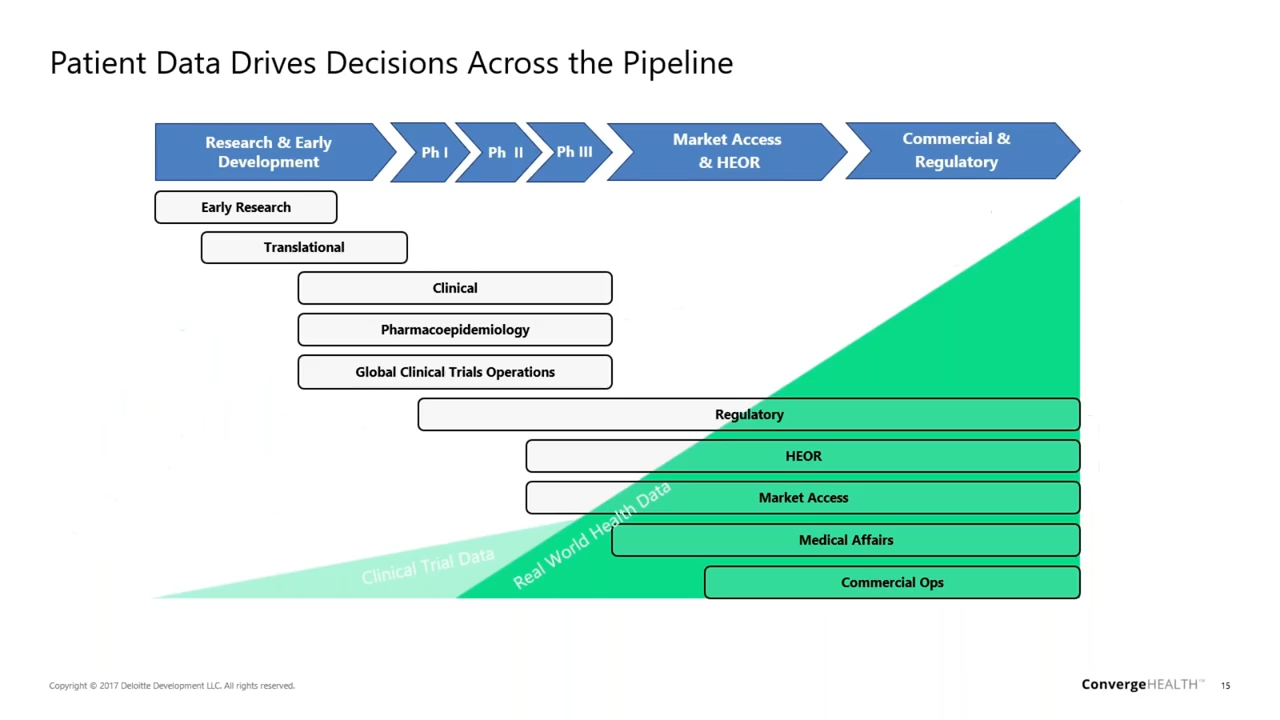 Patient Data Drives Decisions Across the Pipeline
Research & Early
Development
Ph I
Ph II
Ph III
Market Access
& HEOR
Commercial &
Regulatory
Early Research
Translational
Clinical
Pharmacoepidemiology
Global Clinical Trials Operations
Regulatory
HEOR
Market Access
Medical Affairs
Commercial Ops
Clinical Trial Data
Real World Health Data
Copyright © 2017 Deloitte Development LLC. All rights reserved.
ConvergeHEALTH™
15